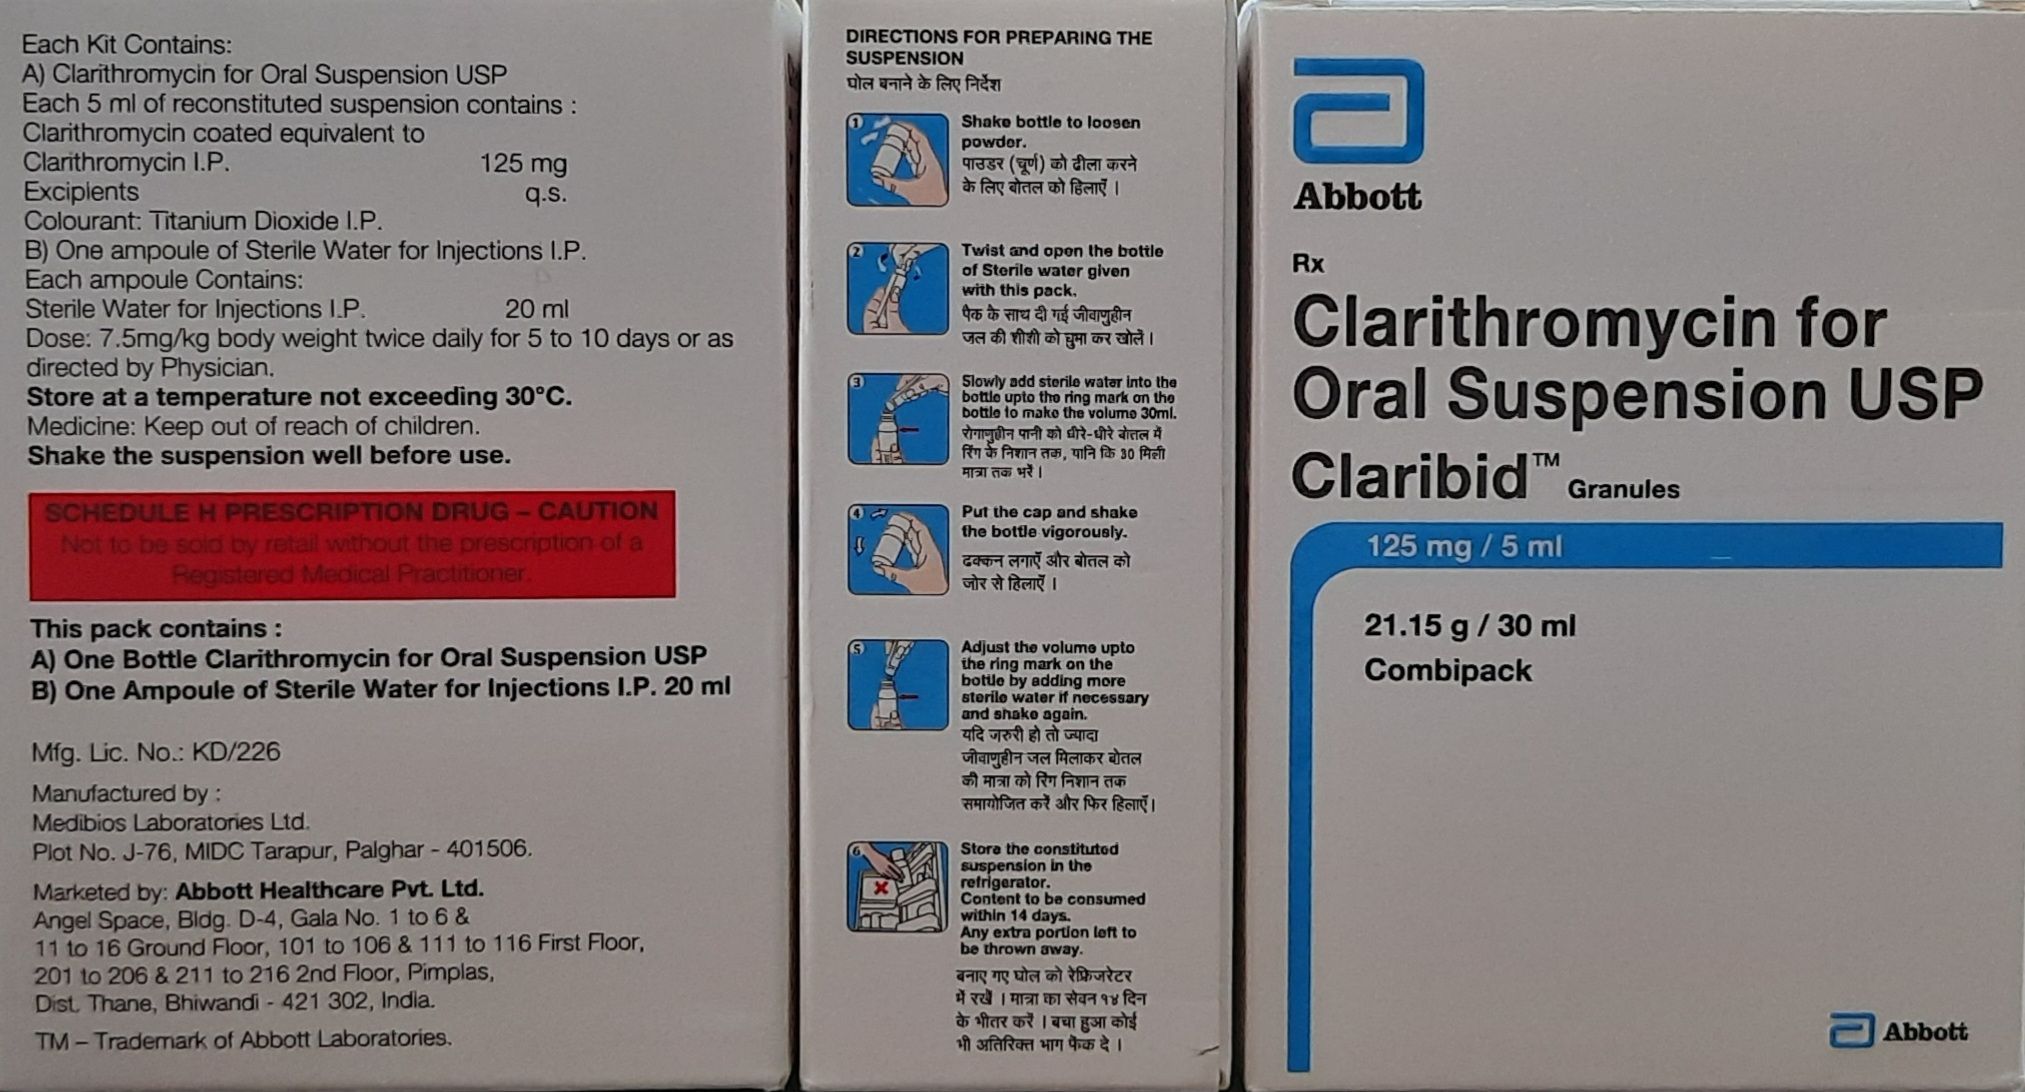 Each Kit Contains:
A) Clarithromycin for Oral Suspension USP
Each 5 ml of reconstituted suspension contains :
Clarithromycin coated equivalent to
Clarithromycin I.P. 125 mg
Excipients q.s.
Colourant: Titanium Dioxide I.P.
B) One ampoule of Sterile Water for Injections I.P.
Each ampoule Contains:
Sterile Water for Injections I.P. 20 ml
Dose: 7.5mg/kg body weight twice daily for 5 to 10 days or as
directed by Physician.
Store at a temperature not exceeding 30°C.
Medicine: Keep out of reach of children.
Shake the suspension well before use.
SCHEDULE H PRESCRIPTION DRUG – CAUTION
Not to be sold by retail without the prescription of a
Registered Medical Practitioner.
This pack contains :
A) One Bottle Clarithromycin for Oral Suspension USP
B) One Ampoule of Sterile Water for Injections I.P. 20 ml
Mfg. Lic. No.: KD/226
Manufactured by :
Medibios Laboratories Ltd.
Plot No. J-76, MIDC Tarapur, Palghar - 401506.
Marketed by: Abbott Healthcare Pvt. Ltd.
Angel Space, Bldg. D-4, Gala No. 1 to 6 &
11 to 16 Ground Floor, 101 to 106 & 111 to 116 First Floor,
201 to 206 & 211 to 216 2nd Floor, Pimplas,
Dist. Thane, Bhiwandi - 421 302, India.
TM – Trademark of Abbott Laboratories.
DIRECTIONS FOR PREPARING THE
SUSPENSION
घोल बनाने के लिए निर्देश
1
Shake bottle to loosen
powder.
पाउडर (चूर्ण) को ढीला करने
के लिए बोतल को हिलाएँ ।
2
Twist and open the bottle
of Sterile water given
with this pack.
पैक के साथ दी गई जीवाणुहीन
जल की शीशी को घुमा कर खोलें ।
3
Slowly add sterile water into the
bottle upto the ring mark on the
bottle to make the volume 30ml.
रोगाणुहीन पानी को धीरे-धीरे बोतल में
रिंग के निशान तक, यानि कि 30 मिली
मात्रा तक भरें ।
4
Put the cap and shake
the bottle vigorously.
ढक्कन लगाएँ और बोतल को
जोर से हिलाएँ ।
5
Adjust the volume upto
the ring mark on the
bottle by adding more
sterile water if necessary
and shake again.
यदि जरुरी हो तो ज्यादा
जीवाणुहीन जल मिलाकर बोतल
की मात्रा को रिंग निशान तक
समायोजित करें और फिर हिलाएँ ।
6
Store the constituted
suspension in the
refrigerator.
Content to be consumed
within 14 days.
Any extra portion left to
be thrown away.
बनाए गए घोल को रेफ्रिजरेटर
में रखें । मात्रा का सेवन १४ दिन
के भीतर करें । बचा हुआ कोई
भी अतिरिक्त भाग फेंक दे ।
Abbott
Rx
Clarithromycin for
Oral Suspension USP
Claribid™ Granules
125 mg / 5 ml
21.15 g / 30 ml
Combipack
Abbott